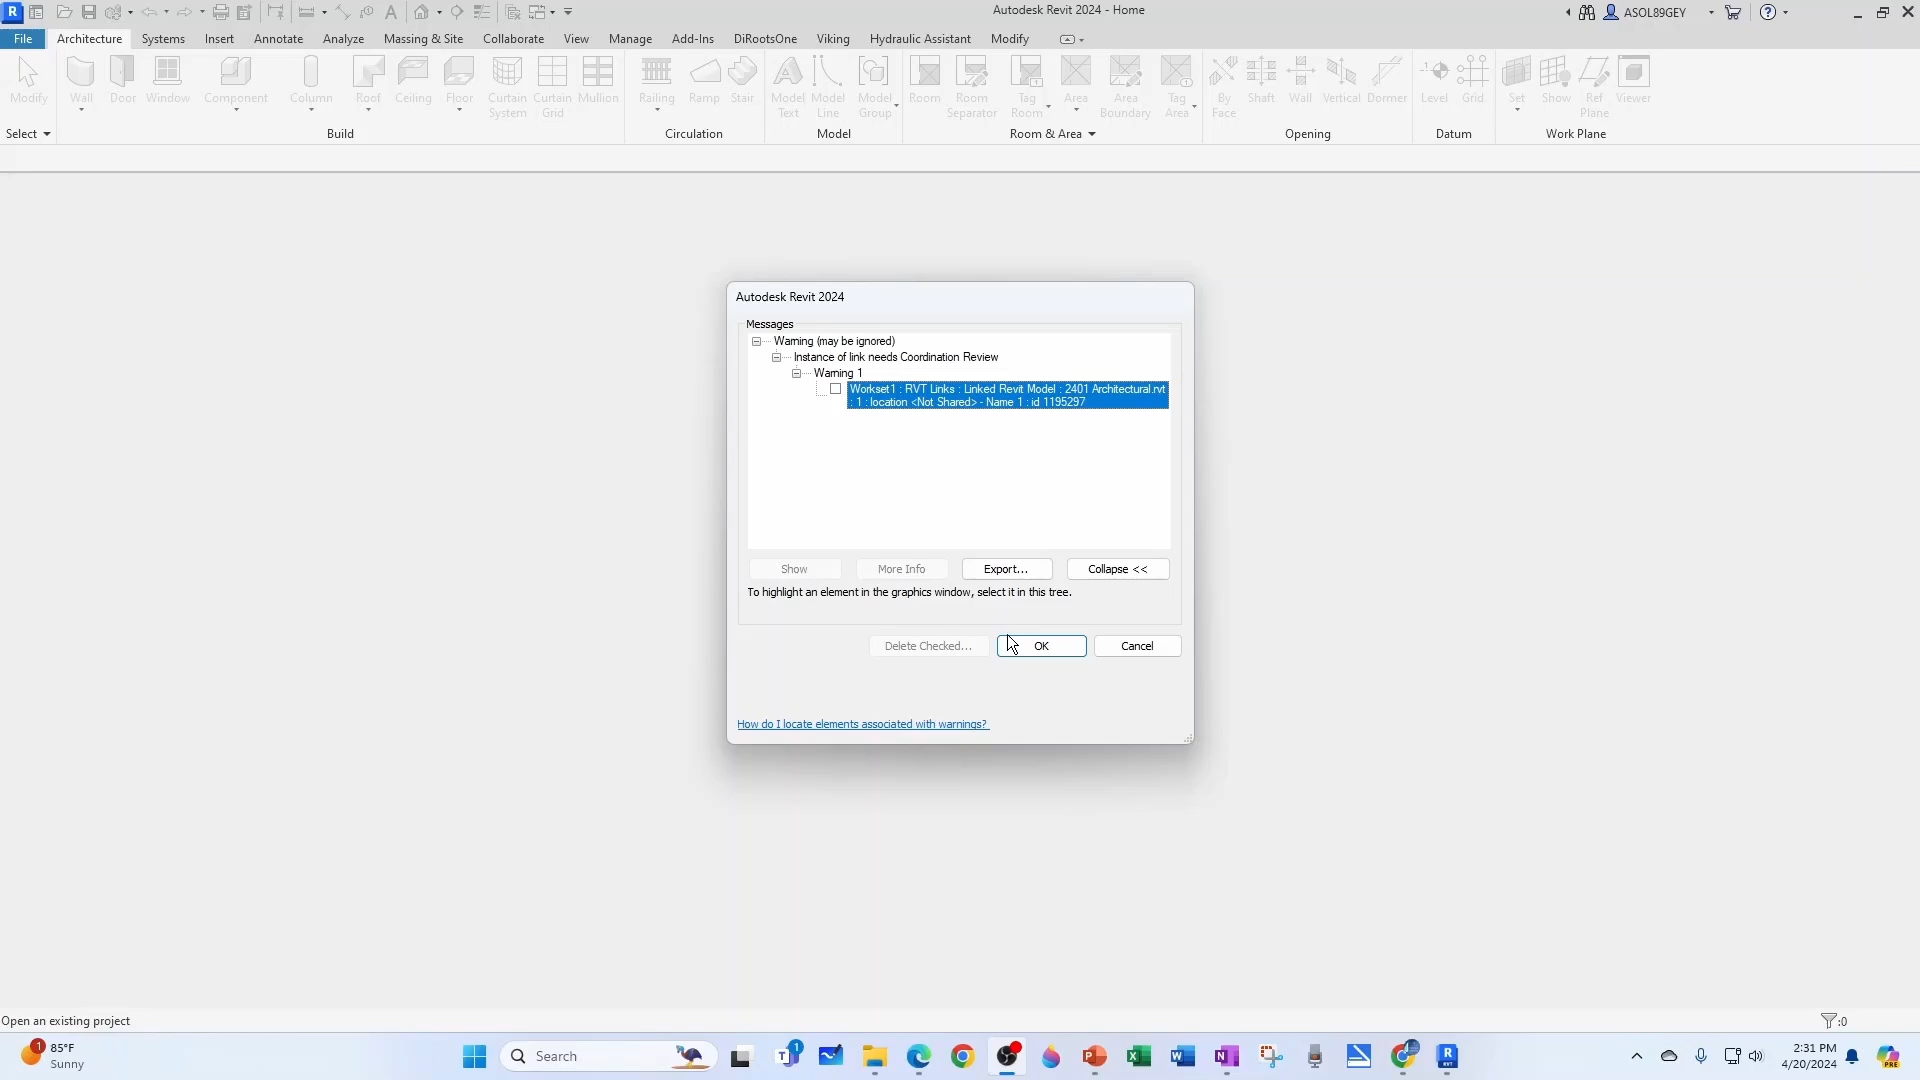 Autodesk Revit 2024 - Home
ASOL89GEY
File
Architecture
Systems
Insert
Annotate
Analyze
Massing & Site
Collaborate
View
Manage
Add-Ins
DiRootsOne
Viking
Hydraulic Assistant
Modify
Modify
Wall
Door
Window
Component
Column
Roof
Ceiling
Floor
Curtain
System
Curtain
Grid
Mullion
Railing
Ramp
Stair
Model
Text
Model
Line
Model
Group
Room
Room
Separator
Tag
Room
Area
Area
Boundary
Tag
Area
By
Face
Shaft
Wall
Vertical
Dormer
Level
Grid
Set
Show
Ref
Plane
Viewer
Select
Build
Circulation
Model
Room & Area
Opening
Datum
Work Plane
Autodesk Revit 2024
Messages
Warning (may be ignored)
Instance of link needs Coordination Review
Warning 1
Workset1 : RVT Links : Linked Revit Model : 2401 Architectural.rvt
: 1 : location <Not Shared> - Name 1 : id 1195297
Show
More Info
Export...
Collapse <<
To highlight an element in the graphics window, select it in this tree.
Delete Checked...
OK
Cancel
How do I locate elements associated with warnings?
Open an existing project
:0
1
85°F
Sunny
Search
1
2:31 PM
4/20/2024